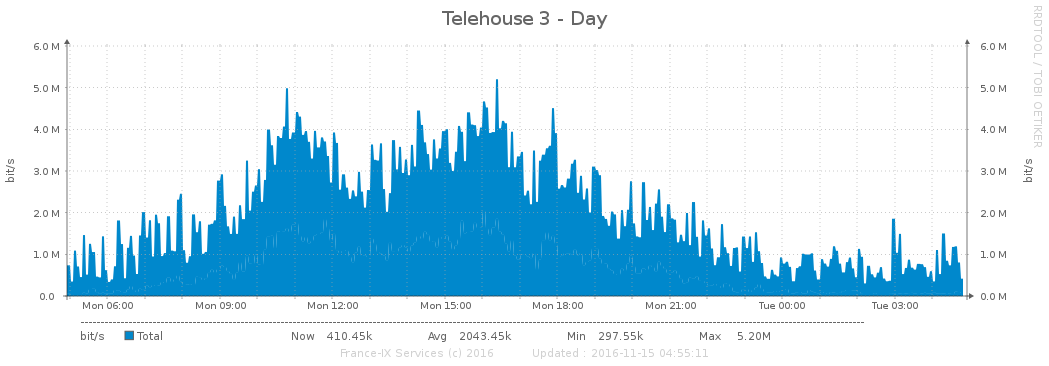 Telehouse 3 - Day
RRDTOOL / TOBI OETIKER
6.0 M 6.0 M
5.0 M 5.0 M
4.0 M 4.0 M
3.0 M 3.0 M
2.0 M 2.0 M
1.0 M 1.0 M
0.0 0.0 M
bit/s bit/s
Mon 06:00 Mon 09:00 Mon 12:00 Mon 15:00 Mon 18:00 Mon 21:00 Tue 00:00 Tue 03:00
bit/s Total Now 410.45k Avg 2043.45k Min 297.55k Max 5.20M
France-IX Services (c) 2016 Updated : 2016-11-15 04:55:11